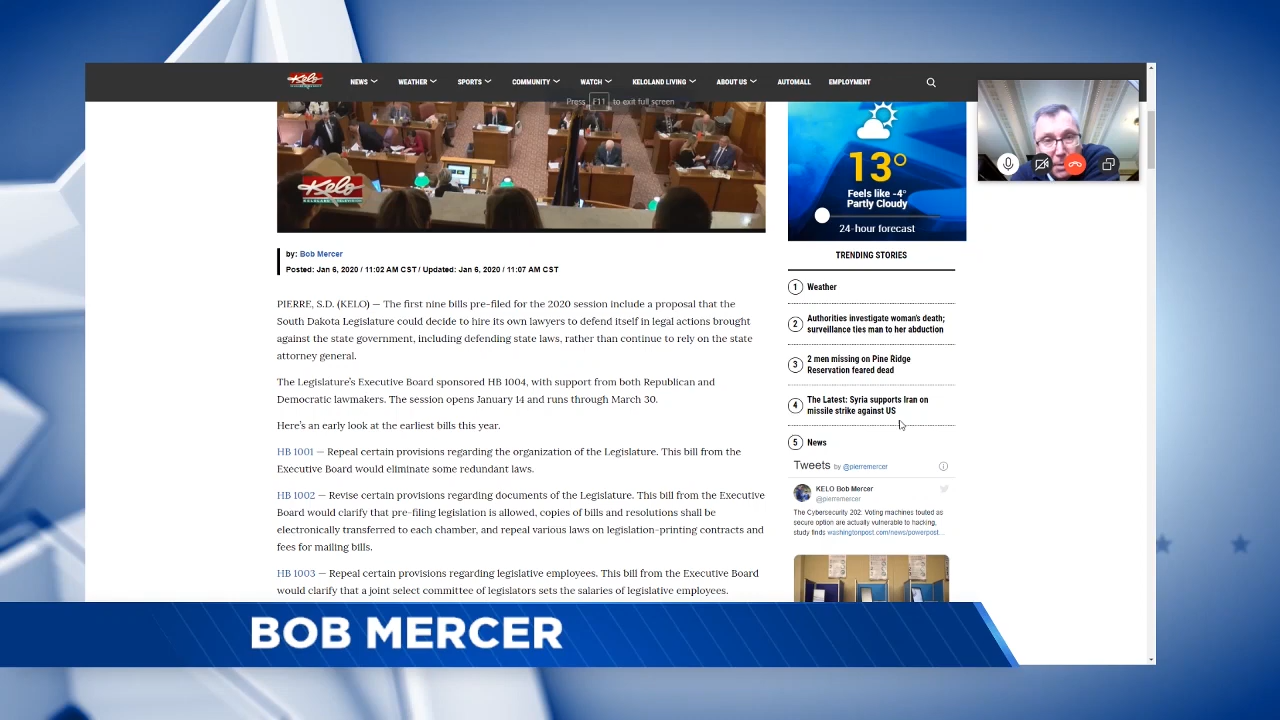 Kelo
NEWS
WEATHER
SPORTS
COMMUNITY
WATCH
KELOLAND LIVING
ABOUT US
AUTOMALL
EMPLOYMENT
Press F11 to exit full screen
Kelo
KELOLAND TELEVISION
by: Bob Mercer
Posted: Jan 6, 2020 / 11:02 AM CST / Updated: Jan 6, 2020 / 11:07 AM CST
PIERRE, S.D. (KELO) — The first nine bills pre-filed for the 2020 session include a proposal that the
South Dakota Legislature could decide to hire its own lawyers to defend itself in legal actions brought
against the state government, including defending state laws, rather than continue to rely on the state
attorney general.
The Legislature's Executive Board sponsored HB 1004, with support from both Republican and
Democratic lawmakers. The session opens January 14 and runs through March 30.
Here's an early look at the earliest bills this year.
HB 1001 — Repeal certain provisions regarding the organization of the Legislature. This bill from the
Executive Board would eliminate some redundant laws.
HB 1002 — Revise certain provisions regarding documents of the Legislature. This bill from the Executive
Board would clarify that pre-filing legislation is allowed, copies of bills and resolutions shall be
electronically transferred to each chamber, and repeal various laws on legislation-printing contracts and
fees for mailing bills.
HB 1003 — Repeal certain provisions regarding legislative employees. This bill from the Executive Board
would clarify that a joint select committee of legislators sets the salaries of legislative employees.
13°
Feels like -4°
Partly Cloudy
24-hour forecast
TRENDING STORIES
1 Weather
2 Authorities investigate woman's death;
surveillance ties man to her abduction
3 2 men missing on Pine Ridge
Reservation feared dead
4 The Latest: Syria supports Iran on
missile strike against US
5 News
Tweets by @pierremercer
KELO Bob Mercer
@pierremercer
The Cybersecurity 202: Voting machines touted as
secure option are actually vulnerable to hacking,
study finds washingtonpost.com/news/powerpost...
BOB MERCER